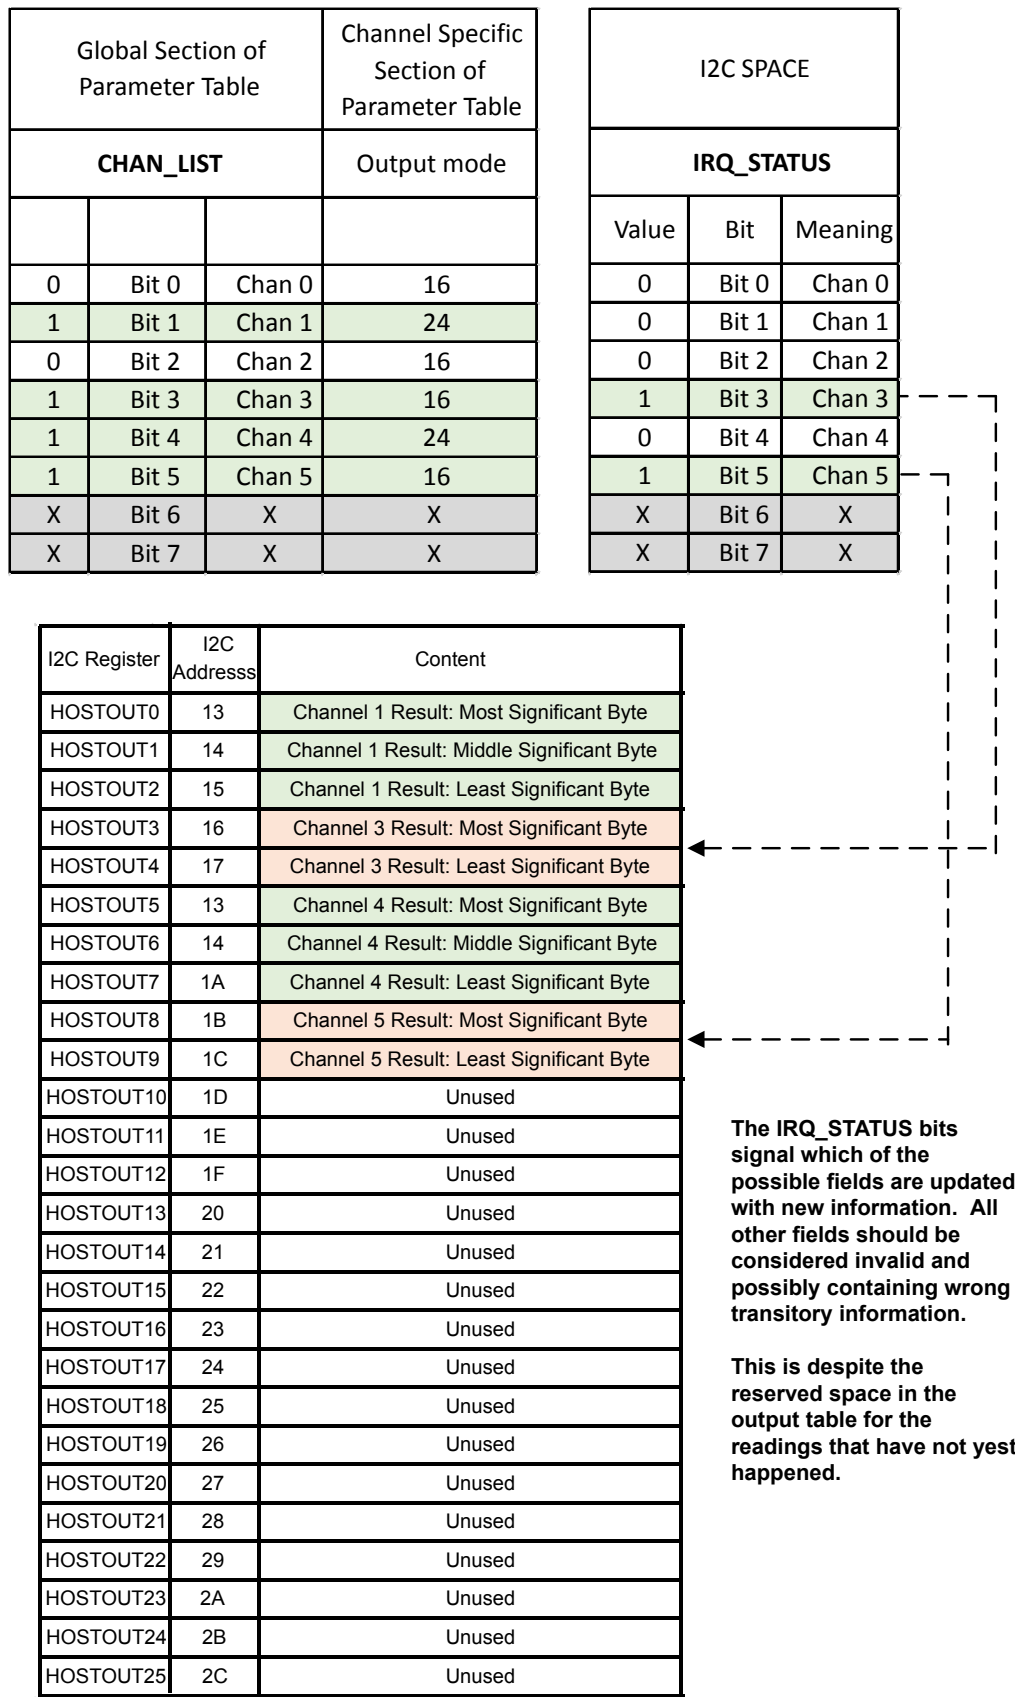 Global Section of
Parameter Table
Channel Specific
Section of
Parameter Table
CHAN_LIST
Output mode
0 Bit 0 Chan 0 16
1 Bit 1 Chan 1 24
0 Bit 2 Chan 2 16
1 Bit 3 Chan 3 16
1 Bit 4 Chan 4 24
1 Bit 5 Chan 5 16
X Bit 6 X X
X Bit 7 X X
I2C SPACE
IRQ_STATUS
Value Bit Meaning
0 Bit 0 Chan 0
0 Bit 1 Chan 1
0 Bit 2 Chan 2
1 Bit 3 Chan 3
0 Bit 4 Chan 4
1 Bit 5 Chan 5
X Bit 6 X
X Bit 7 X
I2C Register I2C Addresss Content
HOSTOUT0 13 Channel 1 Result: Most Significant Byte
HOSTOUT1 14 Channel 1 Result: Middle Significant Byte
HOSTOUT2 15 Channel 1 Result: Least Significant Byte
HOSTOUT3 16 Channel 3 Result: Most Significant Byte
HOSTOUT4 17 Channel 3 Result: Least Significant Byte
HOSTOUT5 13 Channel 4 Result: Most Significant Byte
HOSTOUT6 14 Channel 4 Result: Middle Significant Byte
HOSTOUT7 1A Channel 4 Result: Least Significant Byte
HOSTOUT8 1B Channel 5 Result: Most Significant Byte
HOSTOUT9 1C Channel 5 Result: Least Significant Byte
HOSTOUT10 1D Unused
HOSTOUT11 1E Unused
HOSTOUT12 1F Unused
HOSTOUT13 20 Unused
HOSTOUT14 21 Unused
HOSTOUT15 22 Unused
HOSTOUT16 23 Unused
HOSTOUT17 24 Unused
HOSTOUT18 25 Unused
HOSTOUT19 26 Unused
HOSTOUT20 27 Unused
HOSTOUT21 28 Unused
HOSTOUT22 29 Unused
HOSTOUT23 2A Unused
HOSTOUT24 2B Unused
HOSTOUT25 2C Unused
The IRQ_STATUS bits
signal which of the
possible fields are updated
with new information. All
other fields should be
considered invalid and
possibly containing wrong
transitory information.
This is despite the
reserved space in the
output table for the
readings that have not yest
happened.